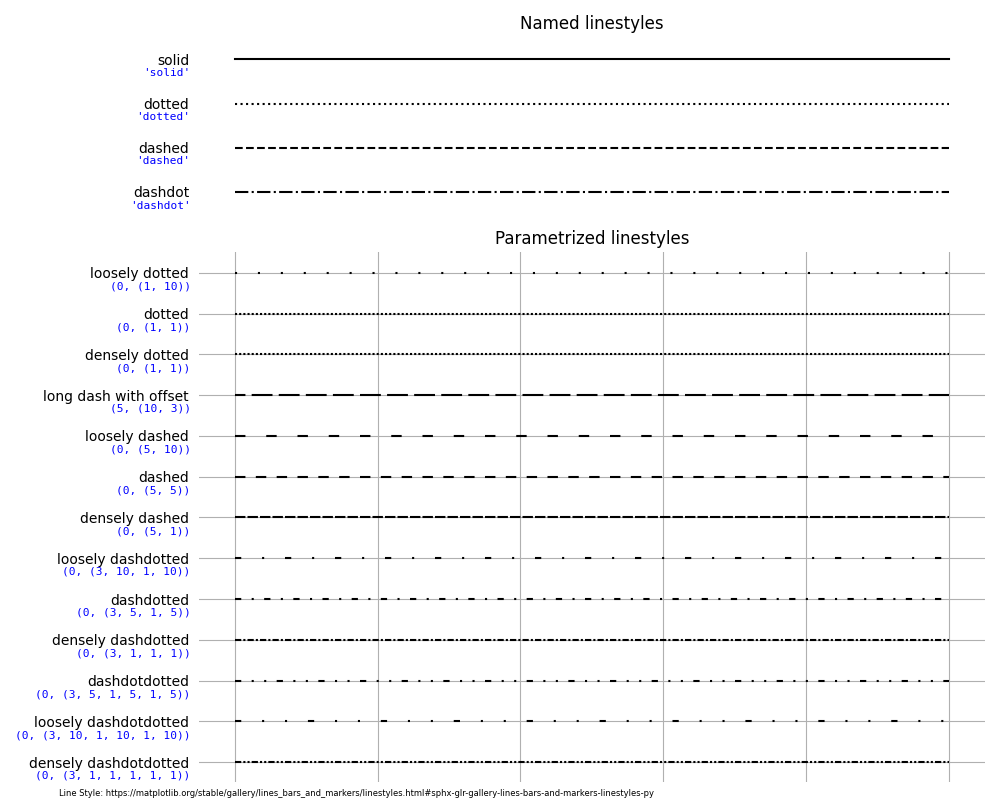 Named linestyles
solid
'solid'
dotted
'dotted'
dashed
'dashed'
dashdot
'dashdot'
Parametrized linestyles
loosely dotted
(0, (1, 10))
dotted
(0, (1, 1))
densely dotted
(0, (1, 1))
long dash with offset
(5, (10, 3))
loosely dashed
(0, (5, 10))
dashed
(0, (5, 5))
densely dashed
(0, (5, 1))
loosely dashdotted
(0, (3, 10, 1, 10))
dashdotted
(0, (3, 5, 1, 5))
densely dashdotted
(0, (3, 1, 1, 1))
dashdotdotted
(0, (3, 5, 1, 5, 1, 5))
loosely dashdotdotted
(0, (3, 10, 1, 10, 1, 10))
densely dashdotdotted
(0, (3, 1, 1, 1, 1, 1))
Line Style: https://matplotlib.org/stable/gallery/lines_bars_and_markers/linestyles.html#sphx-glr-gallery-lines-bars-and-markers-linestyles-py